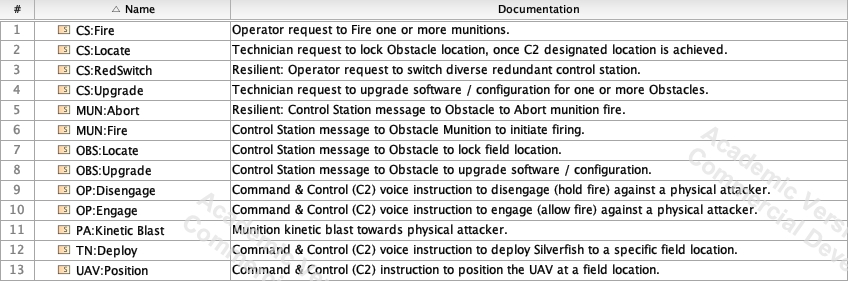 # Name Documentation
1 S CS:Fire Operator request to Fire one or more munitions.
2 S CS:Locate Technician request to lock Obstacle location, once C2 designated location is achieved.
3 S CS:RedSwitch Resilient: Operator request to switch diverse redundant control station.
4 S CS:Upgrade Technician request to upgrade software / configuration for one or more Obstacles.
5 S MUN:Abort Resilient: Control Station message to Obstacle to Abort munition fire.
6 S MUN:Fire Control Station message to Obstacle Munition to initiate firing.
7 S OBS:Locate Control Station message to Obstacle to lock field location.
8 S OBS:Upgrade Control Station message to Obstacle to upgrade software / configuration.
9 S OP:Disengage Command & Control (C2) voice instruction to disengage (hold fire) against a physical attacker.
10 S OP:Engage Command & Control (C2) voice instruction to engage (allow fire) against a physical attacker.
11 S PA:Kinetic Blast Munition kinetic blast towards physical attacker.
12 S TN:Deploy Command & Control (C2) voice instruction to deploy Silverfish to a specific field location.
13 S UAV:Position Command & Control (C2) instruction to position the UAV at a field location.
Academic Versi
Commercial Deve